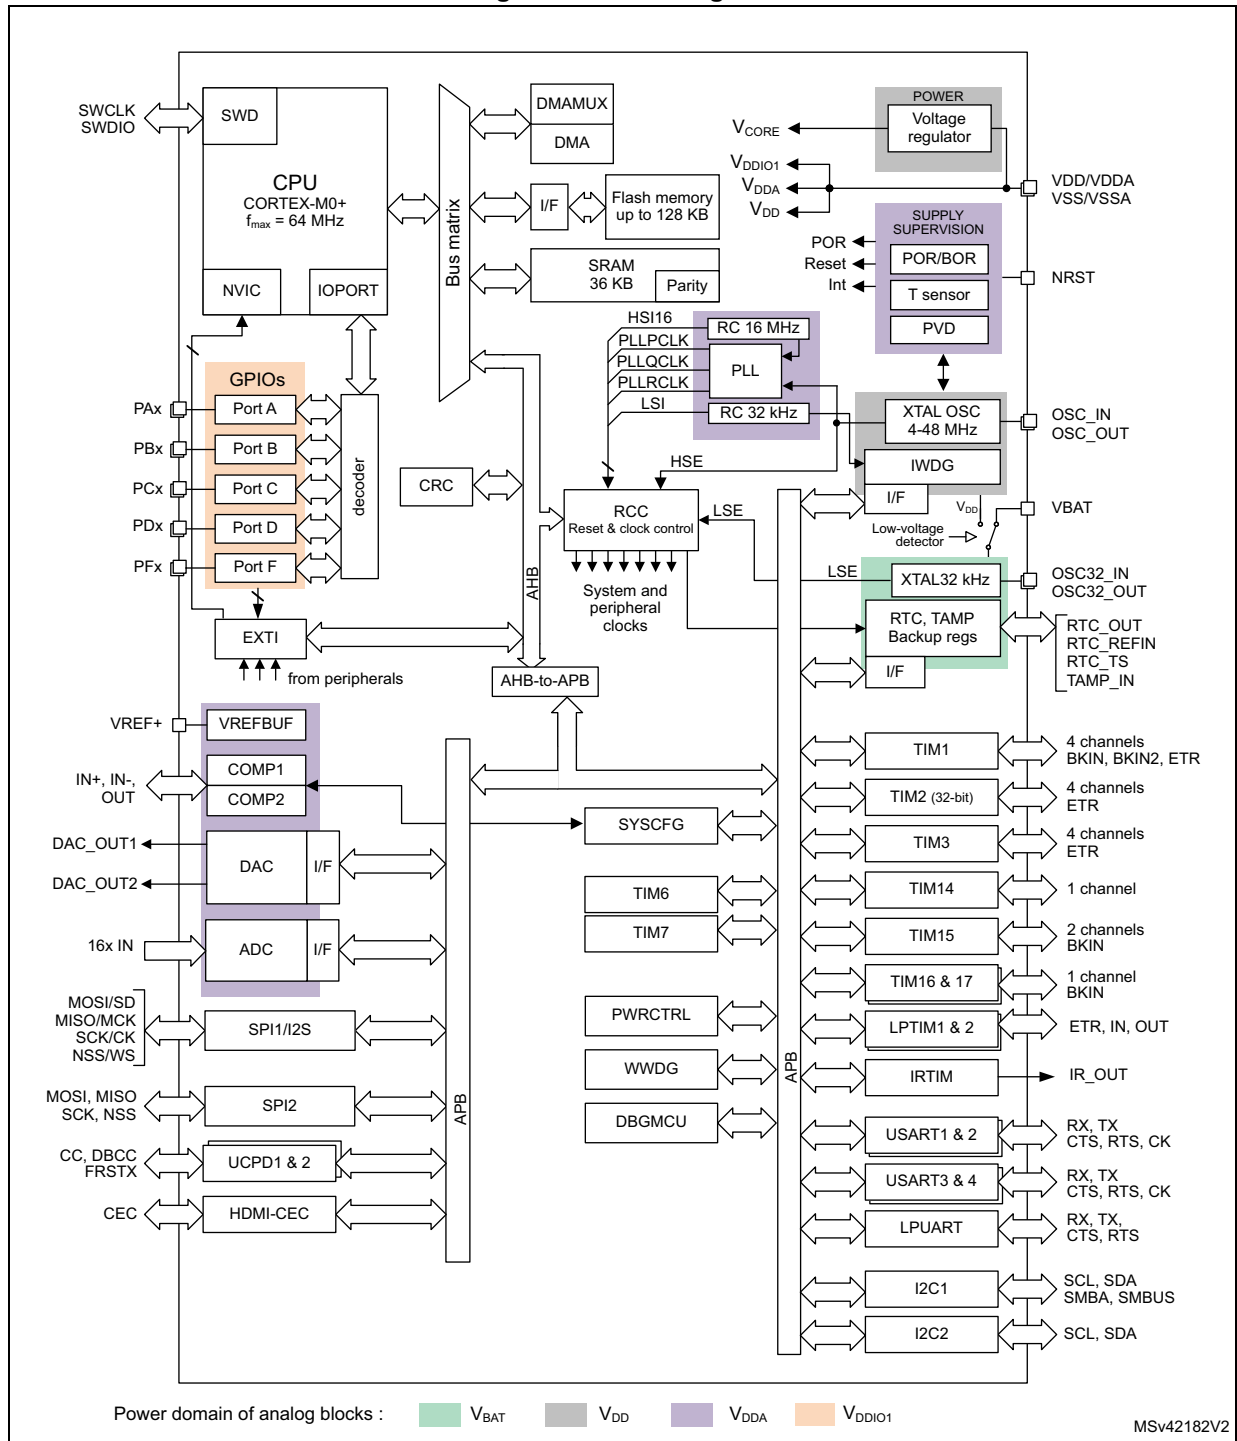 SWCLK
SWDIO
SWD
CPU
CORTEX-M0+
fmax = 64 MHz
NVIC
IOPORT
Bus matrix
DMAMUX
DMA
I/F
Flash memory
up to 128 KB
SRAM
36 KB
Parity
POWER
Voltage
regulator
VCORE
VDDIO1
VDDA
VDD
VDD/VDDA
VSS/VSSA
SUPPLY
SUPERVISION
POR/BOR
T sensor
PVD
POR
Reset
Int
NRST
HSI16
PLLPCLK
PLLQCLK
PLLRCLK
LSI
RC 16 MHz
PLL
RC 32 kHz
GPIOs
PAx
Port A
PBx
Port B
PCx
Port C
PDx
Port D
PFx
Port F
decoder
CRC
HSE
XTAL OSC
4-48 MHz
OSC_IN
OSC_OUT
IWDG
I/F
RCC
Reset & clock control
LSE
VDD
Low-voltage
detector
VBAT
LSE
XTAL32 kHz
OSC32_IN
OSC32_OUT
System and
peripheral
clocks
AHB
RTC, TAMP
Backup regs
I/F
RTC_OUT
RTC_REFIN
RTC_TS
TAMP_IN
EXTI
from peripherals
AHB-to-APB
VREF+
VREFBUF
IN+, IN-,
OUT
COMP1
COMP2
DAC_OUT1
DAC_OUT2
DAC
I/F
16x IN
ADC
I/F
MOSI/SD
MISO/MCK
SCK/CK
NSS/WS
SPI1/I2S
MOSI, MISO
SCK, NSS
SPI2
CC, DBCC
FRSTX
UCPD1 & 2
CEC
HDMI-CEC
APB
SYSCFG
TIM6
TIM7
PWRCTRL
WWDG
DBGMCU
APB
TIM1
4 channels
BKIN, BKIN2, ETR
TIM2 (32-bit)
4 channels
ETR
TIM3
4 channels
ETR
TIM14
1 channel
TIM15
2 channels
BKIN
TIM16 & 17
1 channel
BKIN
LPTIM1 & 2
ETR, IN, OUT
IRTIM
IR_OUT
USART1 & 2
RX, TX
CTS, RTS, CK
USART3 & 4
RX, TX
CTS, RTS, CK
LPUART
RX, TX,
CTS, RTS
I2C1
SCL, SDA
SMBA, SMBUS
I2C2
SCL, SDA
Power domain of analog blocks :
VBAT
VDD
VDDA
VDDIO1
MSv42182V2